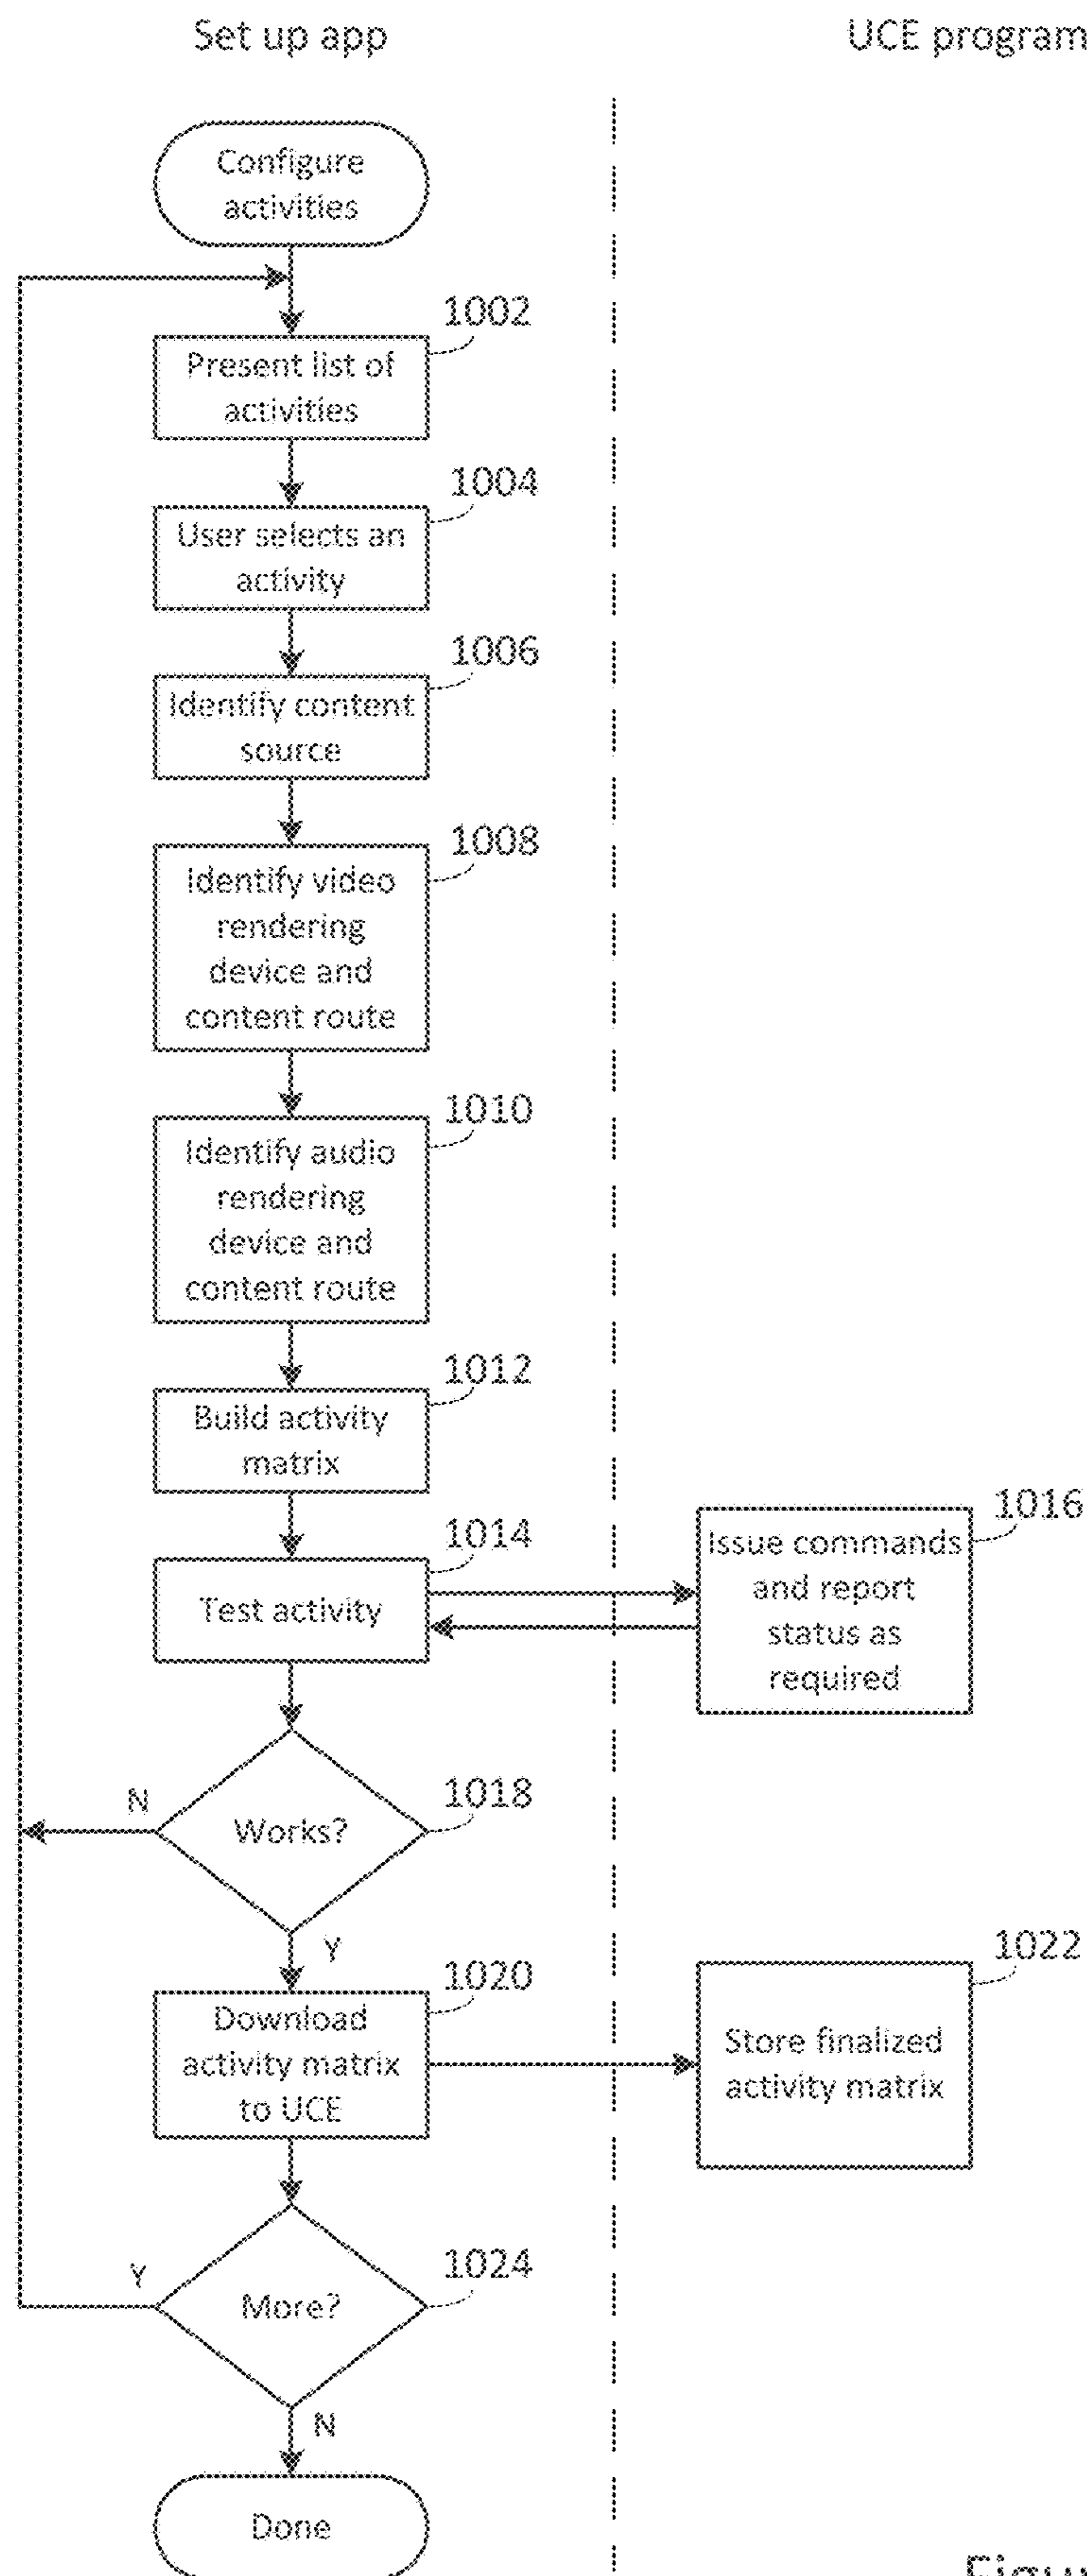 Set up app
UCE program
Configure
activities
1002
Present list of
activities
1004
User selects an
activity
1006
Identify content
source
1008
Identify video
rendering
device and
content route
1010
Identify audio
rendering
device and
content route
1012
Build activity
matrix
1014
Test activity
1016
Issue commands
and report
status as
required
N
1018
Works?
Y
1020
Download
activity matrix
to UCE
1022
Store finalized
activity matrix
Y
1024
More?
N
Done